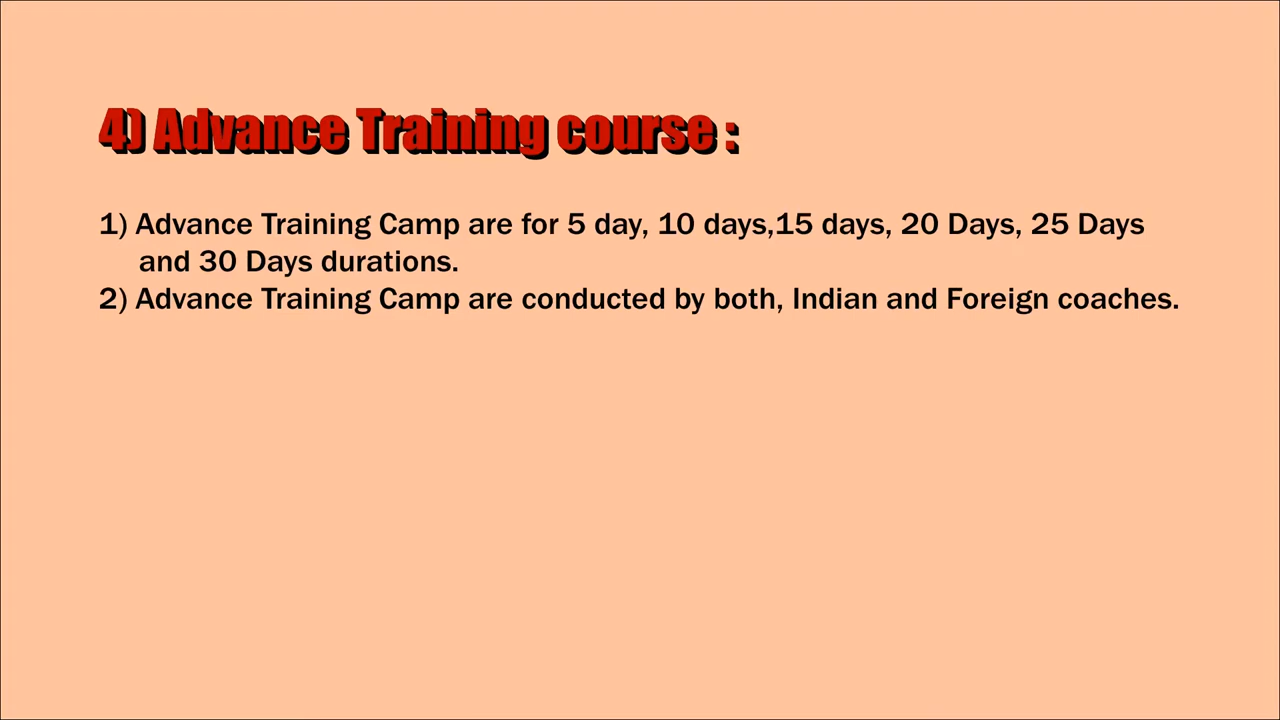 4) Advance Training course :
1) Advance Training Camp are for 5 day, 10 days,15 days, 20 Days, 25 Days
and 30 Days durations.
2) Advance Training Camp are conducted by both, Indian and Foreign coaches.